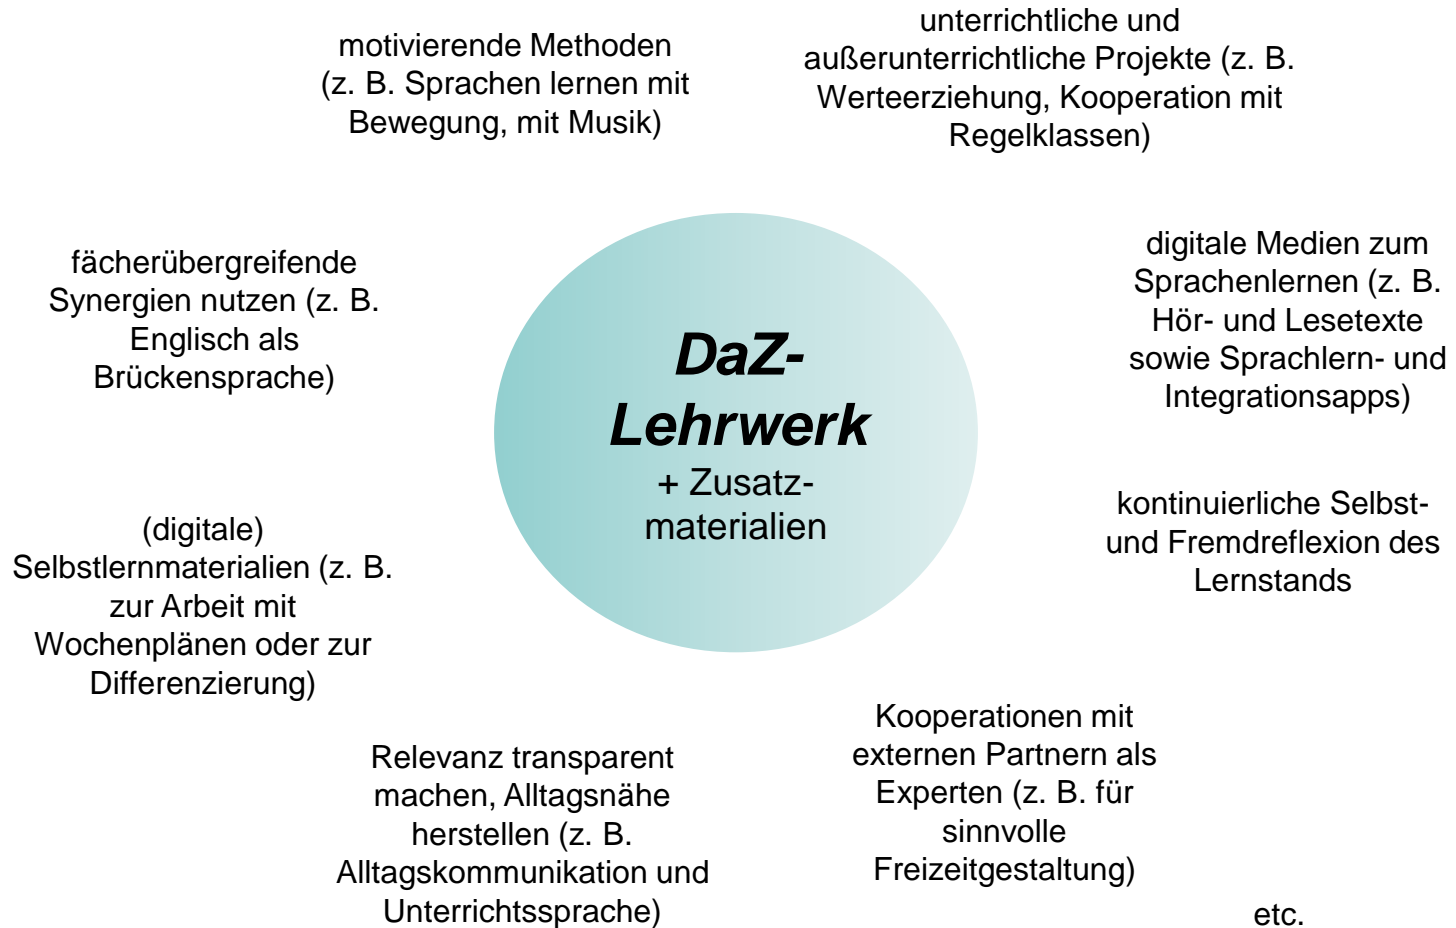 motivierende Methoden
(z. B. Sprachen lernen mit
Bewegung, mit Musik)
unterrichtliche und
außerunterrichtliche Projekte (z. B.
Werteerziehung, Kooperation mit
Regelklassen)
fächerübergreifende
Synergien nutzen (z. B.
Englisch als
Brückensprache)
DaZ-
Lehrwerk
+ Zusatz-
materialien
digitale Medien zum
Sprachenlernen (z. B.
Hör- und Lesetexte
sowie Sprachlern- und
Integrationsapps)
(digitale)
Selbstlernmaterialien (z. B.
zur Arbeit mit
Wochenplänen oder zur
Differenzierung)
kontinuierliche Selbst-
und Fremdreflexion des
Lernstands
Relevanz transparent
machen, Alltagsnähe
herstellen (z. B.
Alltagskommunikation und
Unterrichtssprache)
Kooperationen mit
externen Partnern als
Experten (z. B. für
sinnvolle
Freizeitgestaltung)
etc.